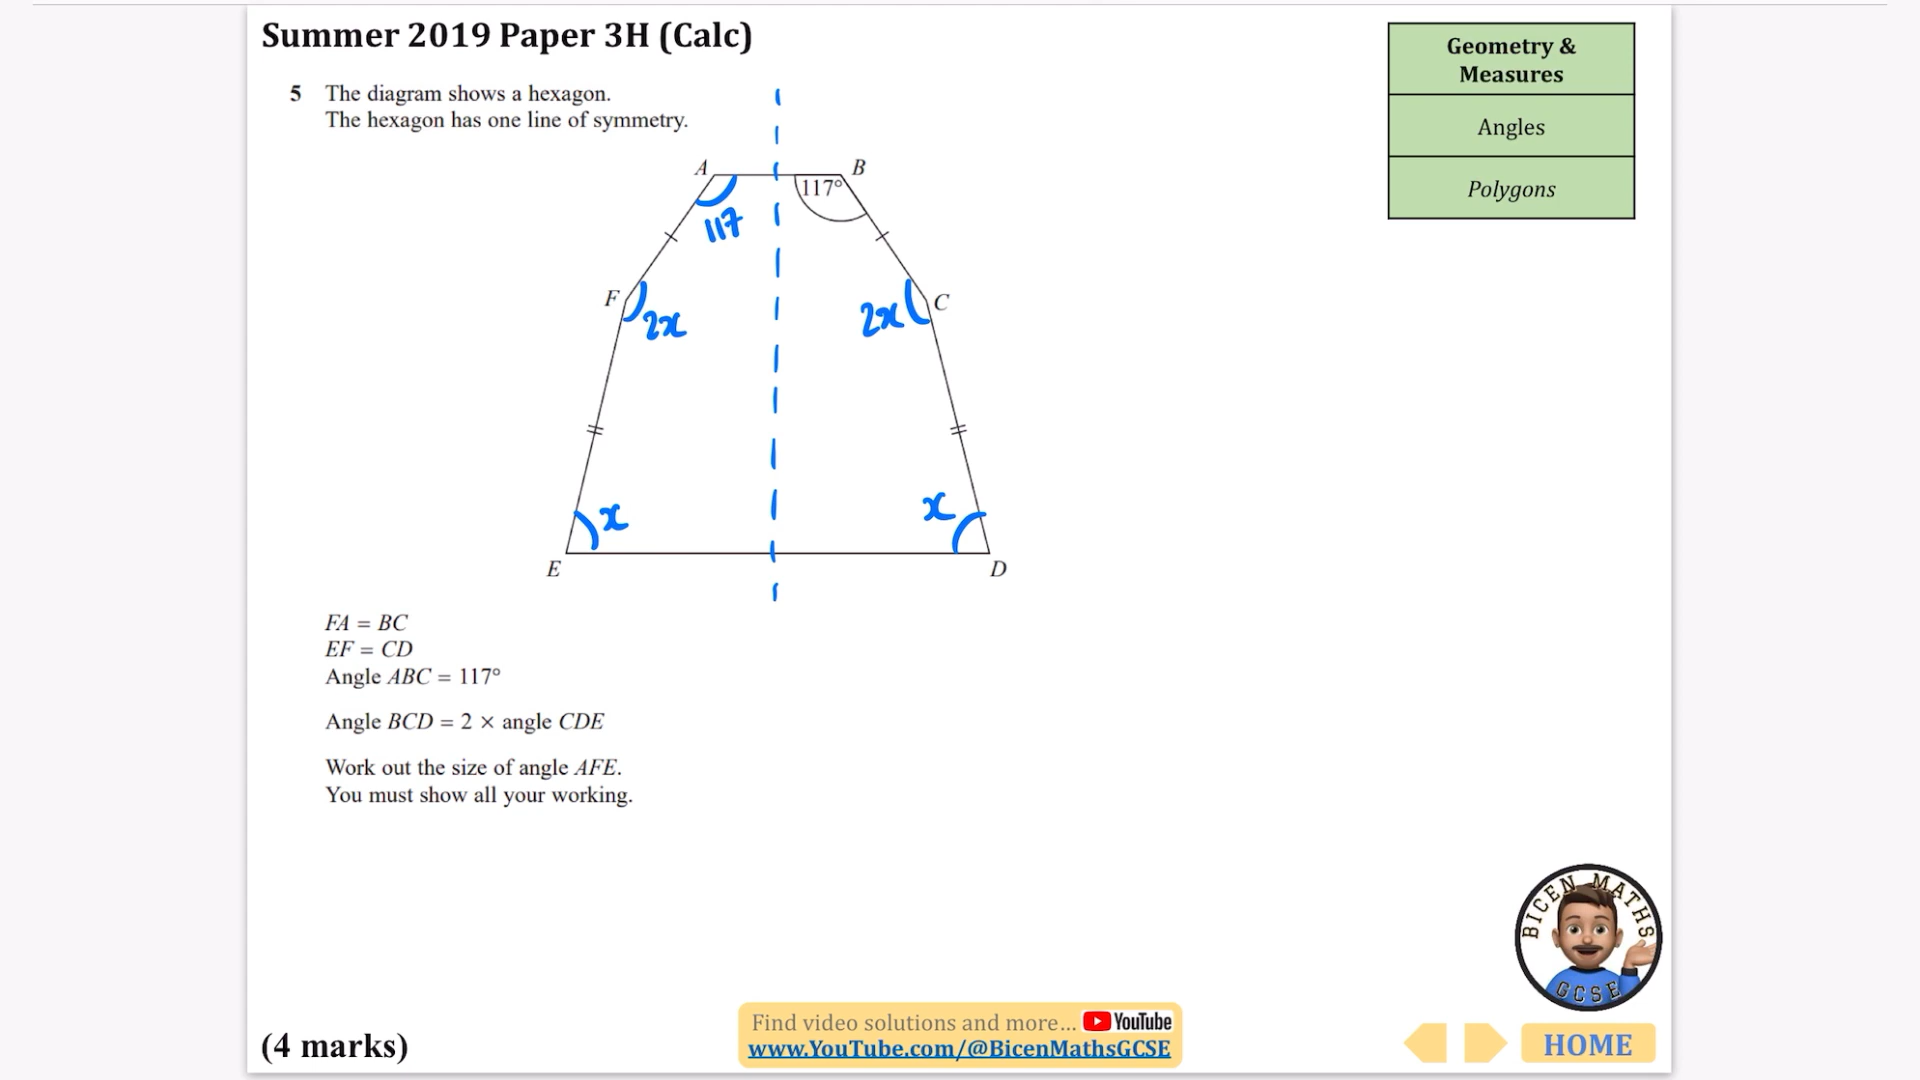 Summer 2019 Paper 3H (Calc)
Geometry &
Measures
Angles
Polygons
5 The diagram shows a hexagon.
The hexagon has one line of symmetry.
A
B
117°
117
F
2x
2x
C
x
x
E
D
FA = BC
EF = CD
Angle ABC = 117°
Angle BCD = 2 × angle CDE
Work out the size of angle AFE.
You must show all your working.
BICEN MATHS
GCSE
(4 marks)
Find video solutions and more... YouTube
www.YouTube.com/@BicenMathsGCSE
HOME